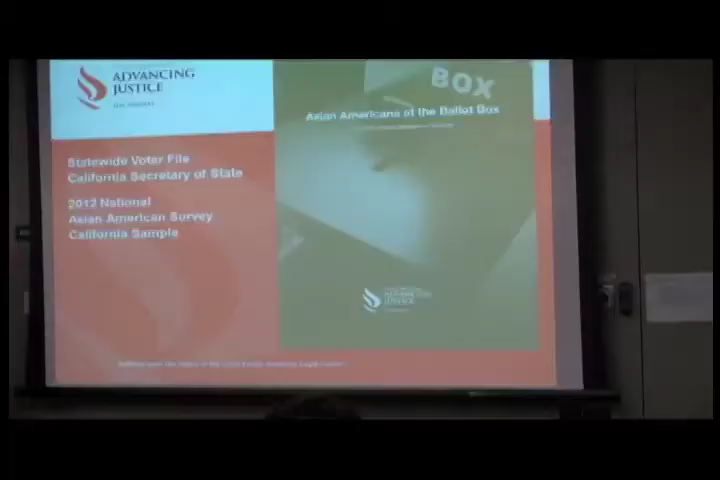 ADVANCING
JUSTICE
Statewide Voter File
California Secretary of State
2012 National
Asian American Survey
California Sample
BOX
Asian Americans at the Ballot Box
JUSTICE